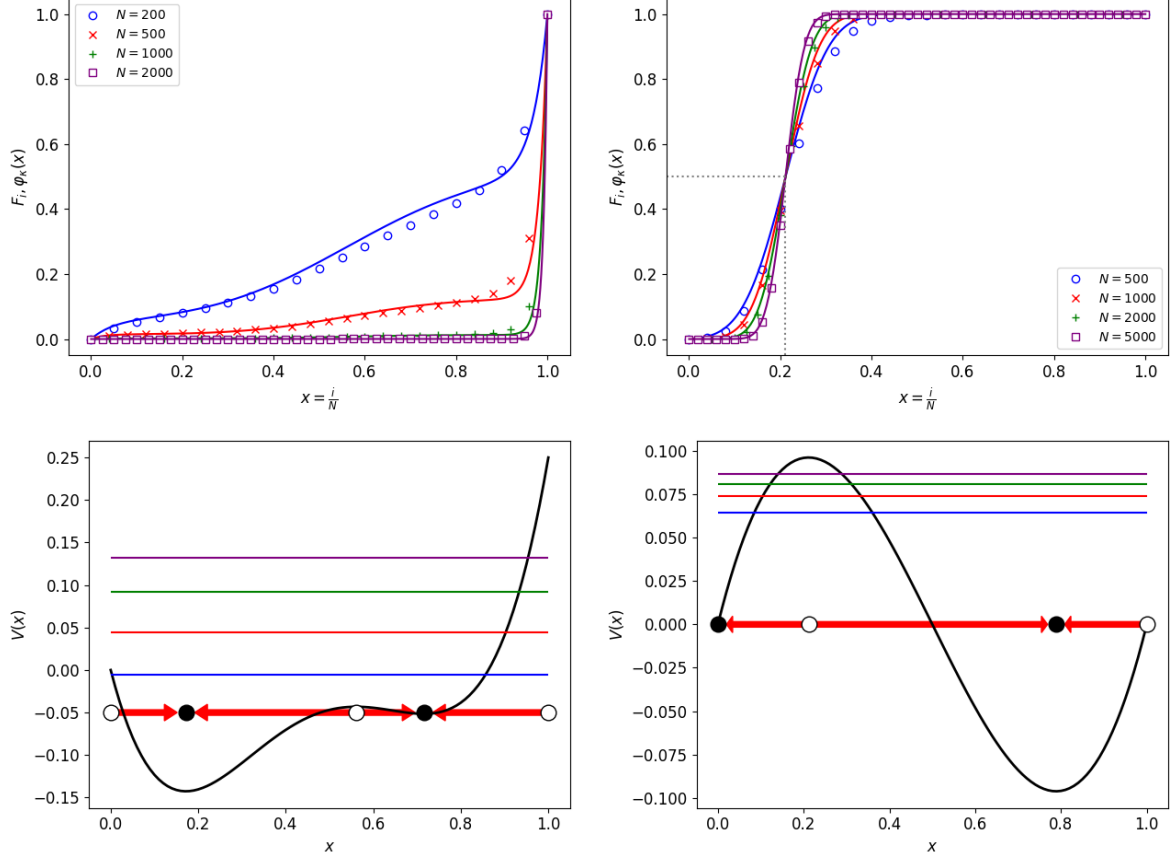 F_i, φ_κ(x)
1.0
0.8
0.6
0.4
0.2
0.0
N = 200
N = 500
N = 1000
N = 2000
0.0 0.2 0.4 0.6 0.8 1.0
x = i/N
F_i, φ_κ(x)
1.0
0.8
0.6
0.4
0.2
0.0
N = 500
N = 1000
N = 2000
N = 5000
0.0 0.2 0.4 0.6 0.8 1.0
x = i/N
V(x)
0.25
0.20
0.15
0.10
0.05
0.00
−0.05
−0.10
−0.15
0.0 0.2 0.4 0.6 0.8 1.0
x
V(x)
0.100
0.075
0.050
0.025
0.000
−0.025
−0.050
−0.075
−0.100
0.0 0.2 0.4 0.6 0.8 1.0
x